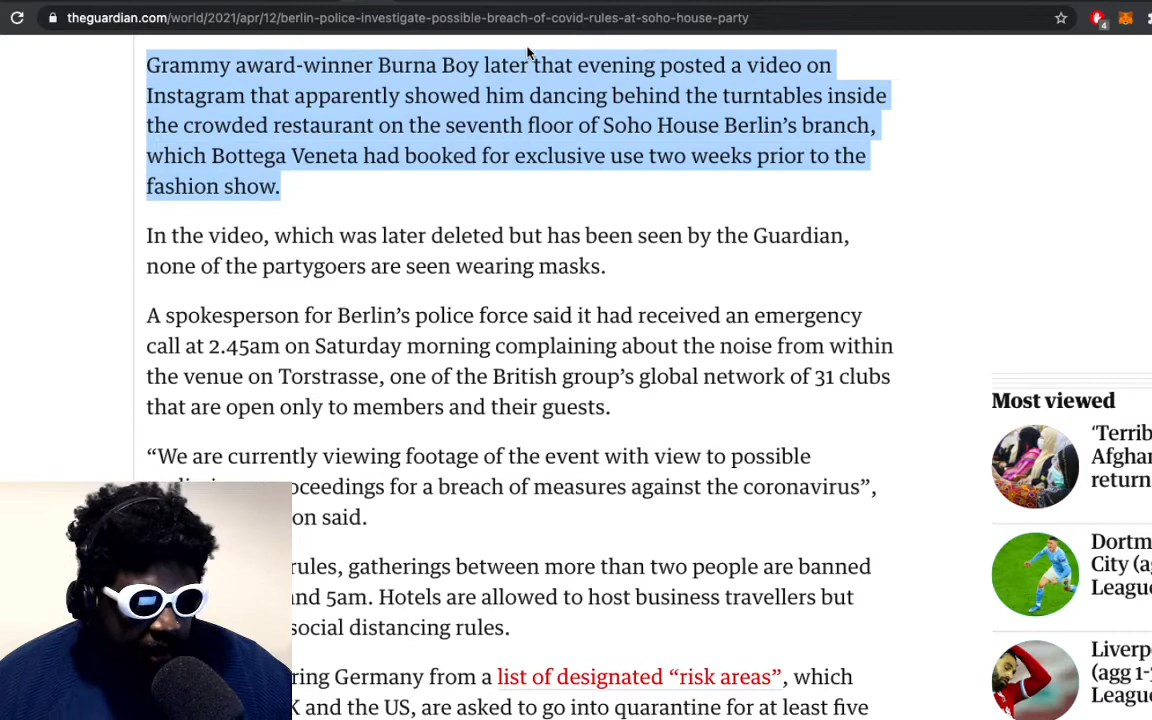 theguardian.com/world/2021/apr/12/berlin-police-investigate-possible-breach-of-covid-rules-at-soho-house-party
4
Grammy award-winner Burna Boy later that evening posted a video on
Instagram that apparently showed him dancing behind the turntables inside
the crowded restaurant on the seventh floor of Soho House Berlin’s branch,
which Bottega Veneta had booked for exclusive use two weeks prior to the
fashion show.
In the video, which was later deleted but has been seen by the Guardian,
none of the partygoers are seen wearing masks.
A spokesperson for Berlin’s police force said it had received an emergency
call at 2.45am on Saturday morning complaining about the noise from within
the venue on Torstrasse, one of the British group’s global network of 31 clubs
that are open only to members and their guests.
“We are currently viewing footage of the event with view to possible
oceedings for a breach of measures against the coronavirus”,
on said.
rules, gatherings between more than two people are banned
nd 5am. Hotels are allowed to host business travellers but
social distancing rules.
ring Germany from a list of designated “risk areas”, which
K and the US, are asked to go into quarantine for at least five
Most viewed
‘Terrib
Afghan
return
Dortm
City (ag
League
Liverp
(agg 1-
League